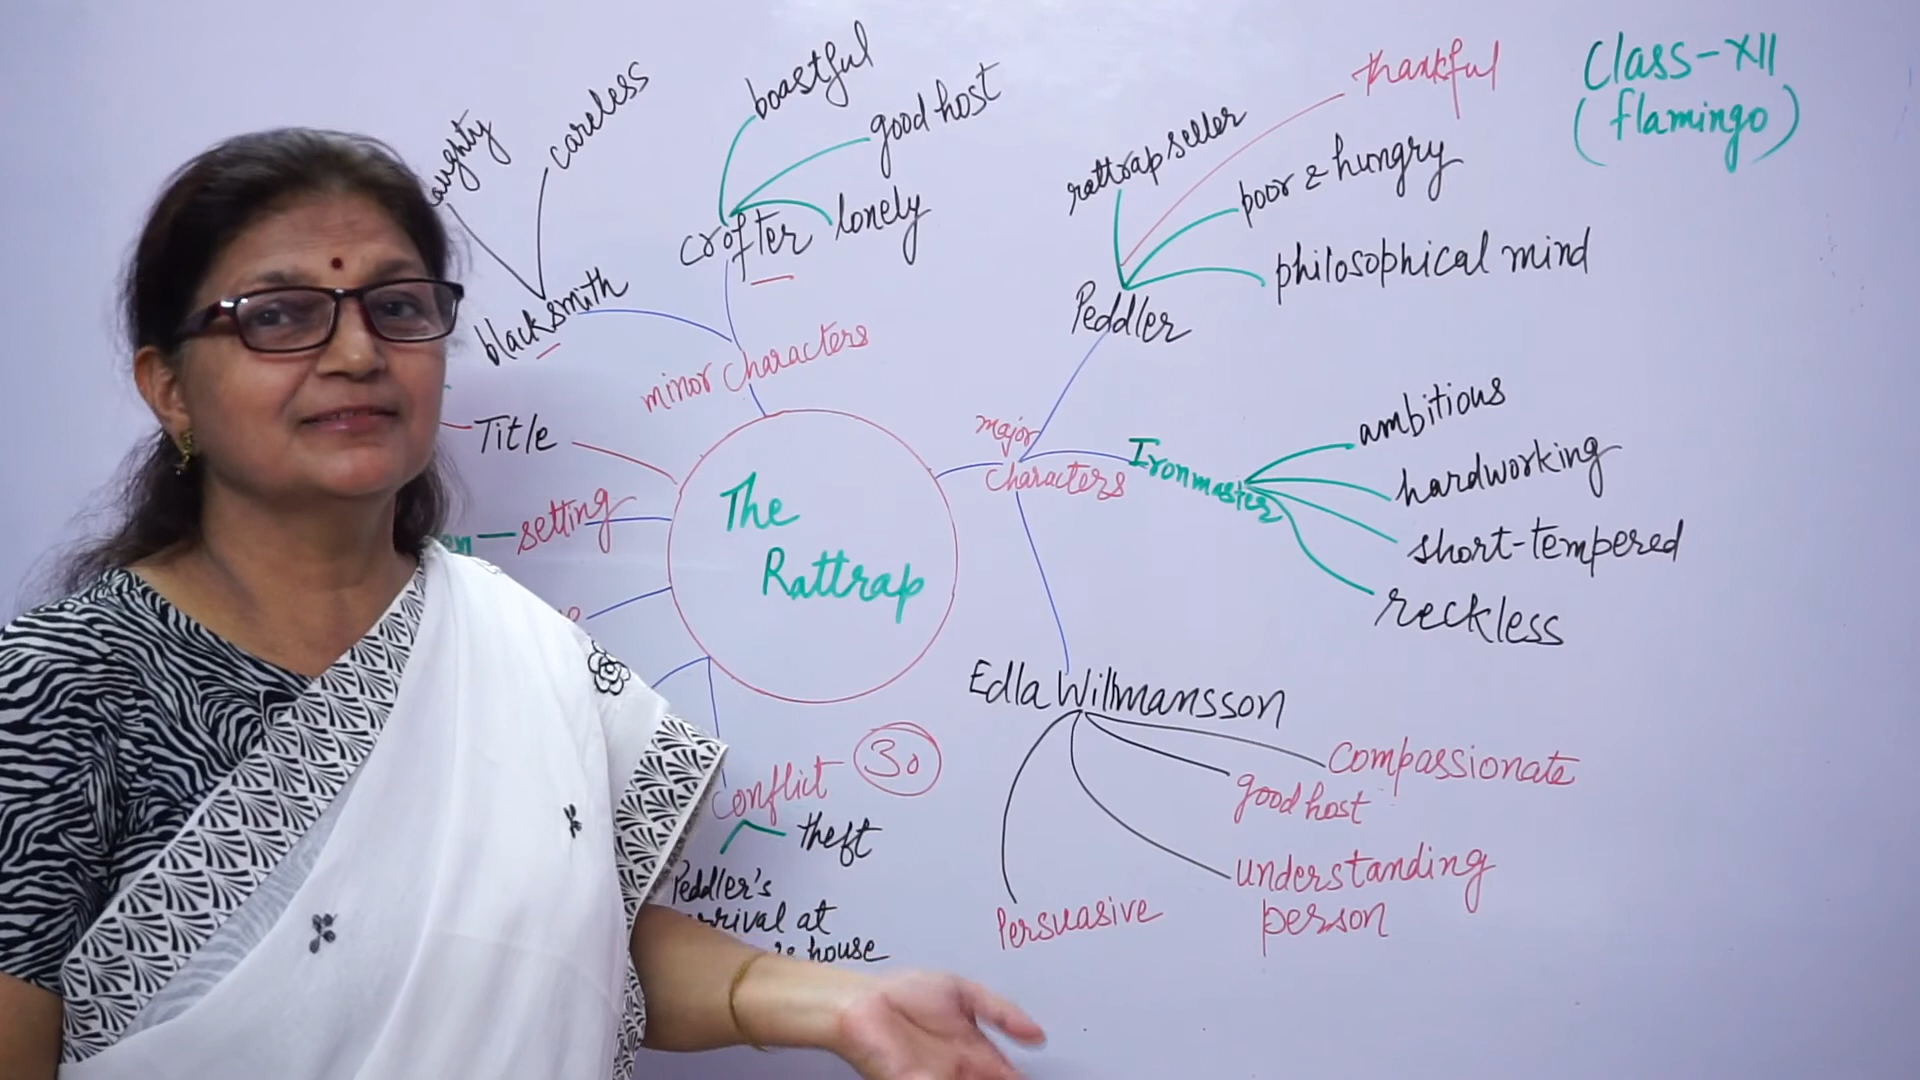 Class-XII
(flamingo)
careless
blacksmith
boastful
good host
lonely
crofter
minor characters
Title
setting
The
Rattrap
major
characters
thankful
rattrap seller
poor & hungry
philosophical mind
Peddler
Ironmaster
ambitious
hardworking
short-tempered
reckless
Edla Willmansson
compassionate
good host
understanding
person
Persuasive
Conflict 30
theft
Peddler's
at
house